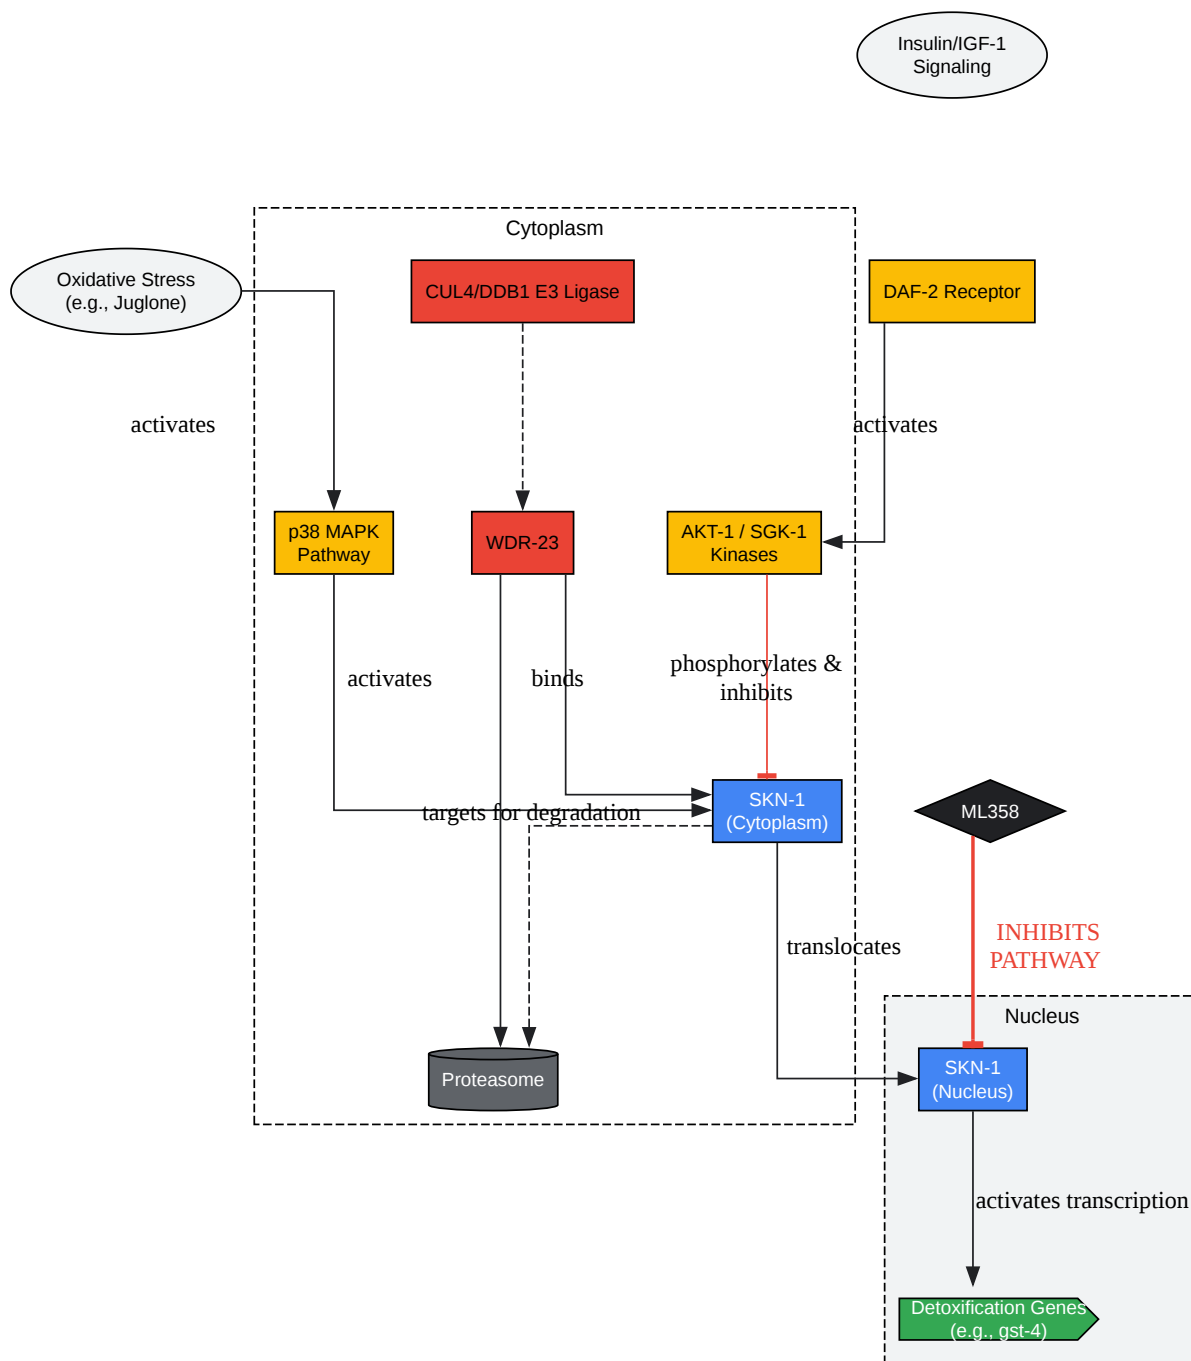 Insulin/IGF-1
Signaling
Cytoplasm
Oxidative Stress
(e.g., Juglone)
CUL4/DDB1 E3 Ligase
DAF-2 Receptor
activates
activates
p38 MAPK
Pathway
WDR-23
AKT-1 / SGK-1
Kinases
activates
binds
phosphorylates &
inhibits
targets for degradation
SKN-1
(Cytoplasm)
ML358
translocates
INHIBITS
PATHWAY
Nucleus
Proteasome
SKN-1
(Nucleus)
activates transcription
Detoxification Genes
(e.g., gst-4)